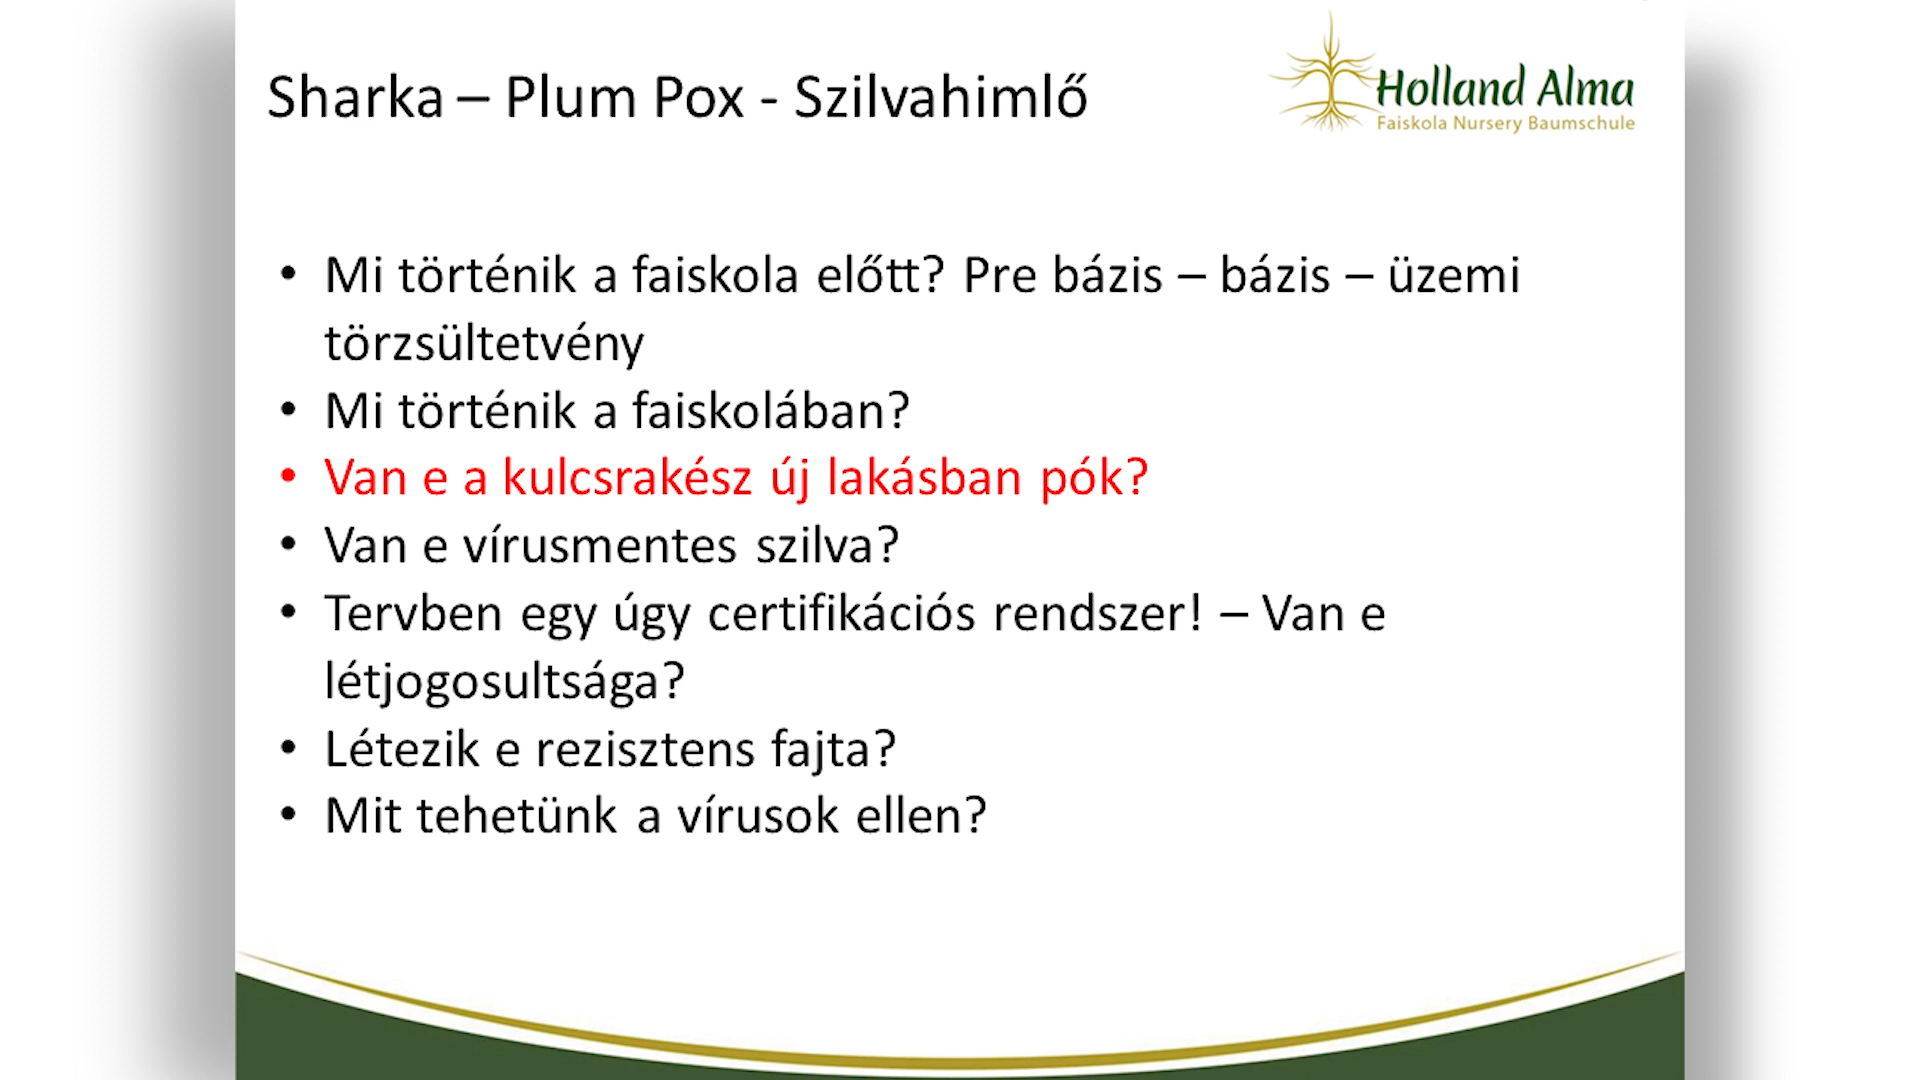 Sharka – Plum Pox - Szilvahimlő
Holland Alma
Faiskola Nursery Baumschule
• Mi történik a faiskola előtt? Pre bázis – bázis – üzemi
törzsültetvény
• Mi történik a faiskolában?
• Van e a kulcsrakész új lakásban pók?
• Van e vírusmentes szilva?
• Tervben egy úgy certifikációs rendszer! – Van e
létjogosultsága?
• Létezik e rezisztens fajta?
• Mit tehetünk a vírusok ellen?